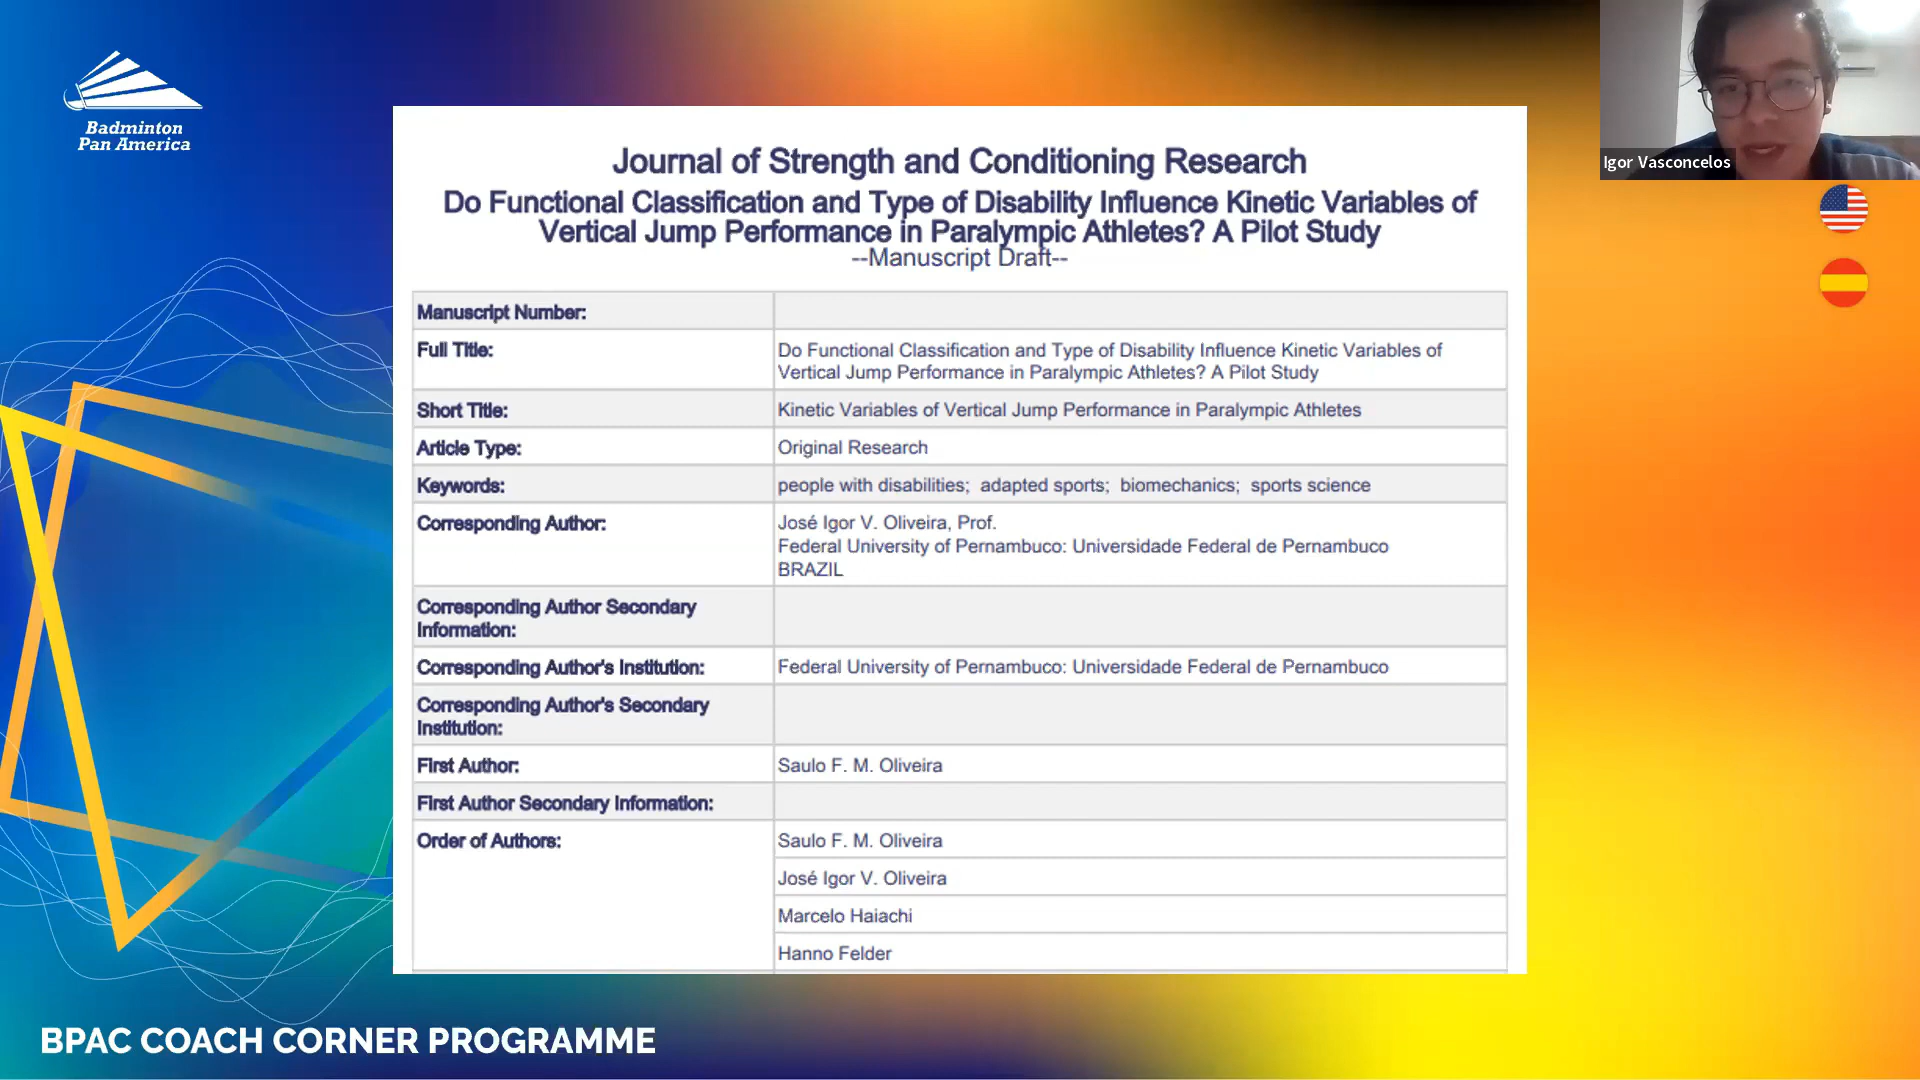 Badminton
Pan America
Igor Vasconcelos
Journal of Strength and Conditioning Research
Do Functional Classification and Type of Disability Influence Kinetic Variables of
Vertical Jump Performance in Paralympic Athletes? A Pilot Study
--Manuscript Draft--
Manuscript Number:
Full Title: Do Functional Classification and Type of Disability Influence Kinetic Variables of
Vertical Jump Performance in Paralympic Athletes? A Pilot Study
Short Title: Kinetic Variables of Vertical Jump Performance in Paralympic Athletes
Article Type: Original Research
Keywords: people with disabilities; adapted sports; biomechanics; sports science
Corresponding Author: José Igor V. Oliveira, Prof.
Federal University of Pernambuco: Universidade Federal de Pernambuco
BRAZIL
Corresponding Author Secondary
Information:
Corresponding Author's Institution: Federal University of Pernambuco: Universidade Federal de Pernambuco
Corresponding Author's Secondary
Institution:
First Author: Saulo F. M. Oliveira
First Author Secondary Information:
Order of Authors: Saulo F. M. Oliveira
José Igor V. Oliveira
Marcelo Haiachi
Hanno Felder
BPAC COACH CORNER PROGRAMME